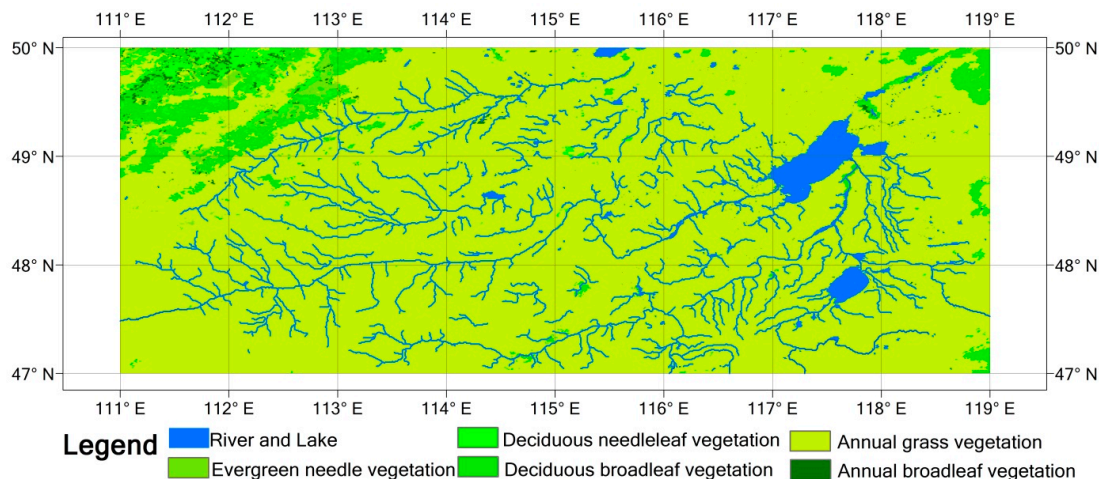 111° E 112° E 113° E 114° E 115° E 116° E 117° E 118° E 119° E
50° N 50° N
49° N 49° N
48° N 48° N
47° N 47° N
111° E 112° E 113° E 114° E 115° E 116° E 117° E 118° E 119° E
Legend
River and Lake
Deciduous needleleaf vegetation
Annual grass vegetation
Evergreen needle vegetation
Deciduous broadleaf vegetation
Annual broadleaf vegetation